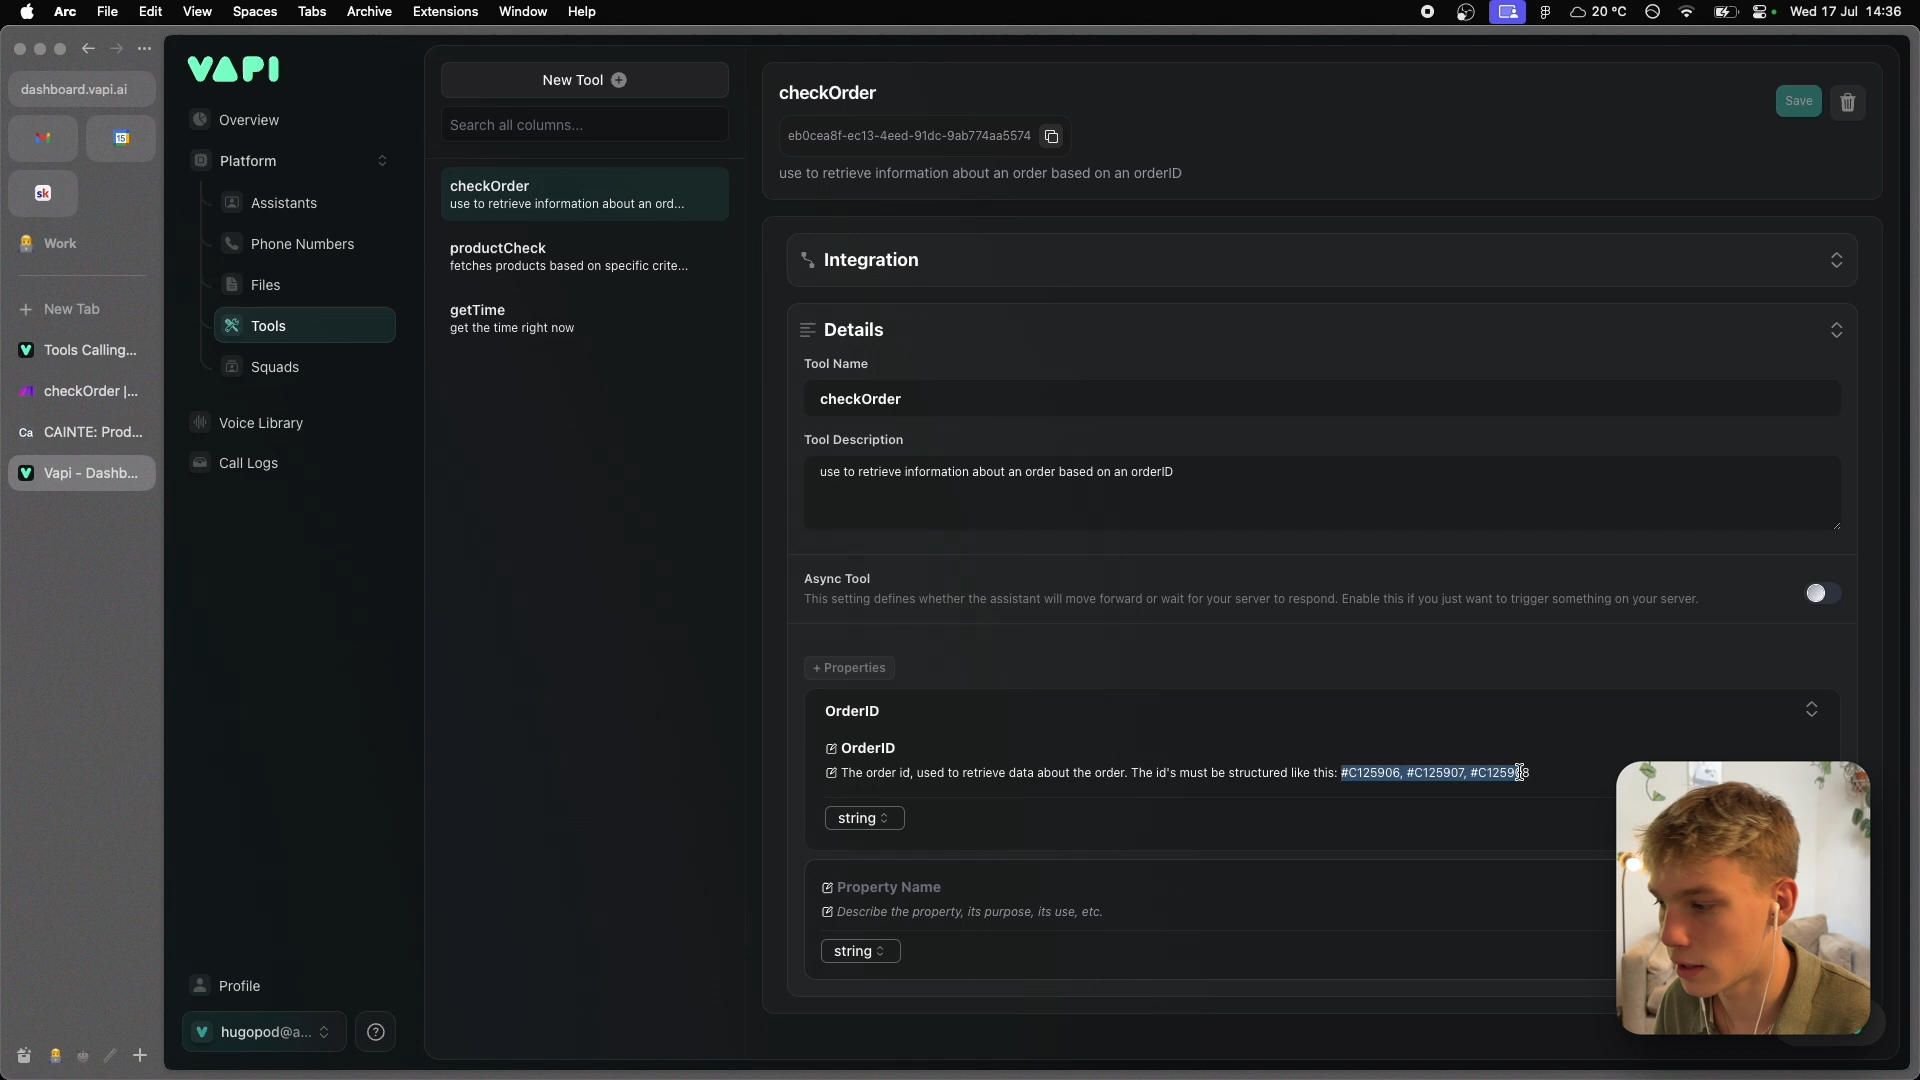 Arc File Edit View Spaces Tabs Archive Extensions Window Help
20 °C Wed 17 Jul 14:36
dashboard.vapi.ai
15
sk
Work
New Tab
Tools Calling...
checkOrder |...
Ca CAINTE: Prod...
Vapi - Dashb...
VAPI
Overview
Platform
Assistants
Phone Numbers
Files
Tools
Squads
Voice Library
Call Logs
Profile
hugopod@a...
New Tool
Search all columns...
checkOrder
use to retrieve information about an ord...
productCheck
fetches products based on specific crite...
getTime
get the time right now
checkOrder
Save
eb0cea8f-ec13-4eed-91dc-9ab774aa5574
use to retrieve information about an order based on an orderID
Integration
Details
Tool Name
checkOrder
Tool Description
use to retrieve information about an order based on an orderID
Async Tool
This setting defines whether the assistant will move forward or wait for your server to respond. Enable this if you just want to trigger something on your server.
+ Properties
OrderID
OrderID
The order id, used to retrieve data about the order. The id's must be structured like this: #C125906, #C125907, #C125908
string
Property Name
Describe the property, its purpose, its use, etc.
string